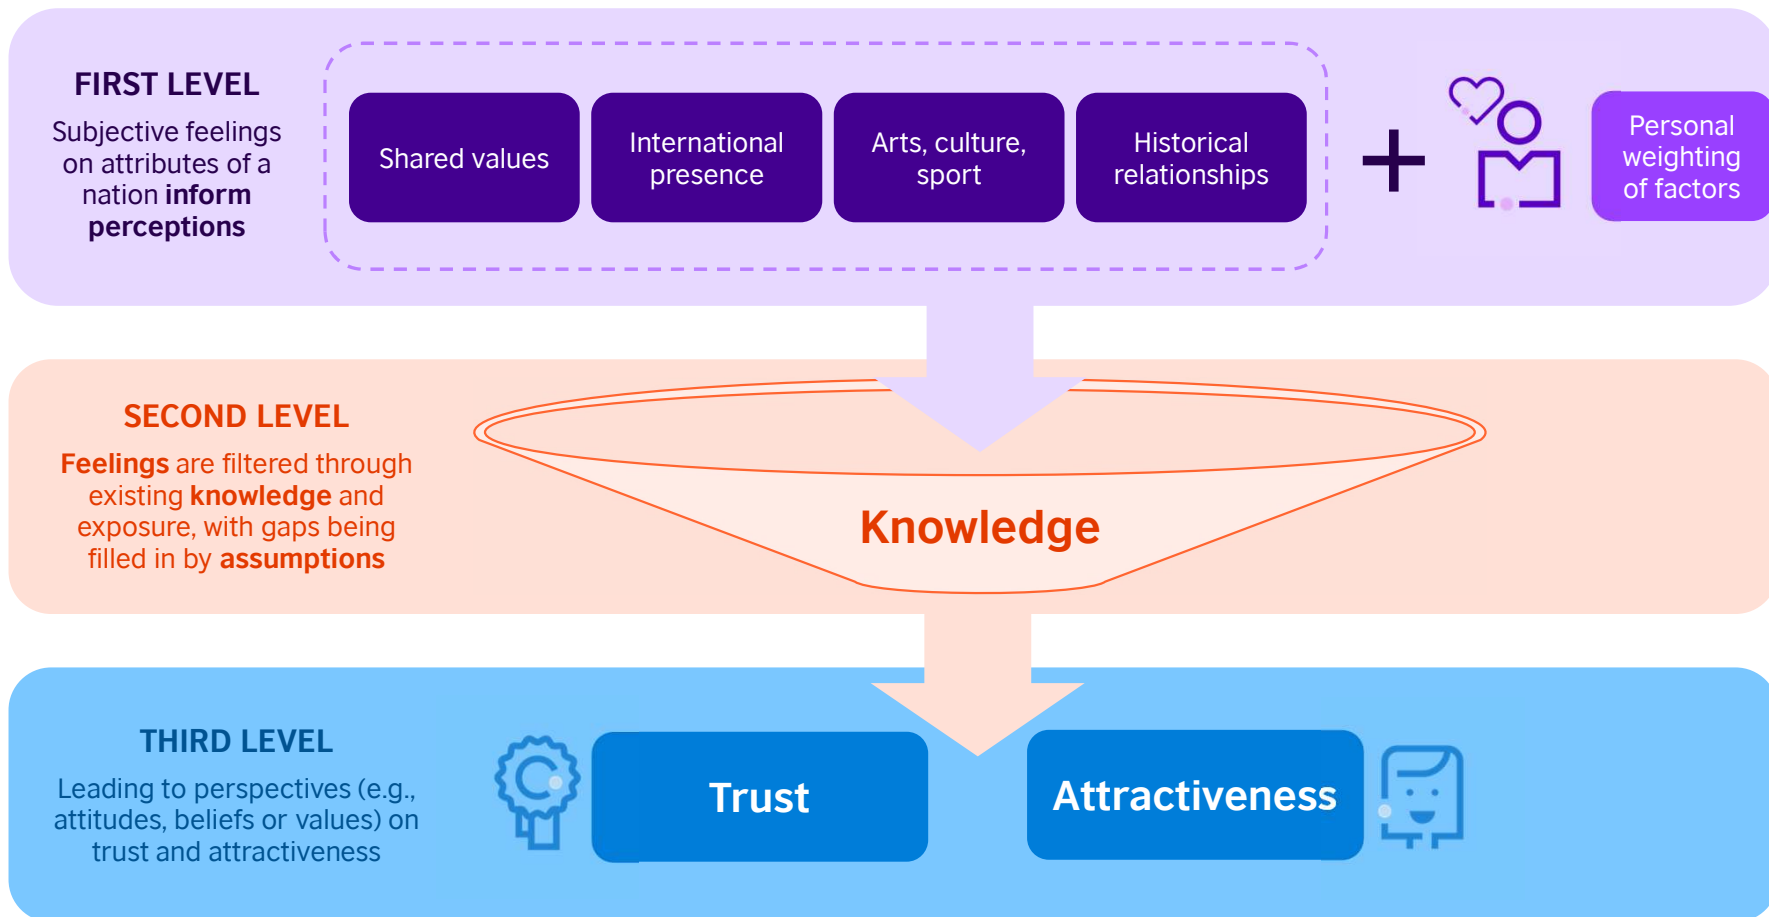 FIRST LEVEL
Subjective feelings
on attributes of a
nation inform
perceptions
Shared values
International
presence
Arts, culture,
sport
Historical
relationships
+
Personal
weighting
of factors
SECOND LEVEL
Feelings are filtered through
existing knowledge and
exposure, with gaps being
filled in by assumptions
Knowledge
THIRD LEVEL
Leading to perspectives (e.g.,
attitudes, beliefs or values) on
trust and attractiveness
Trust
Attractiveness